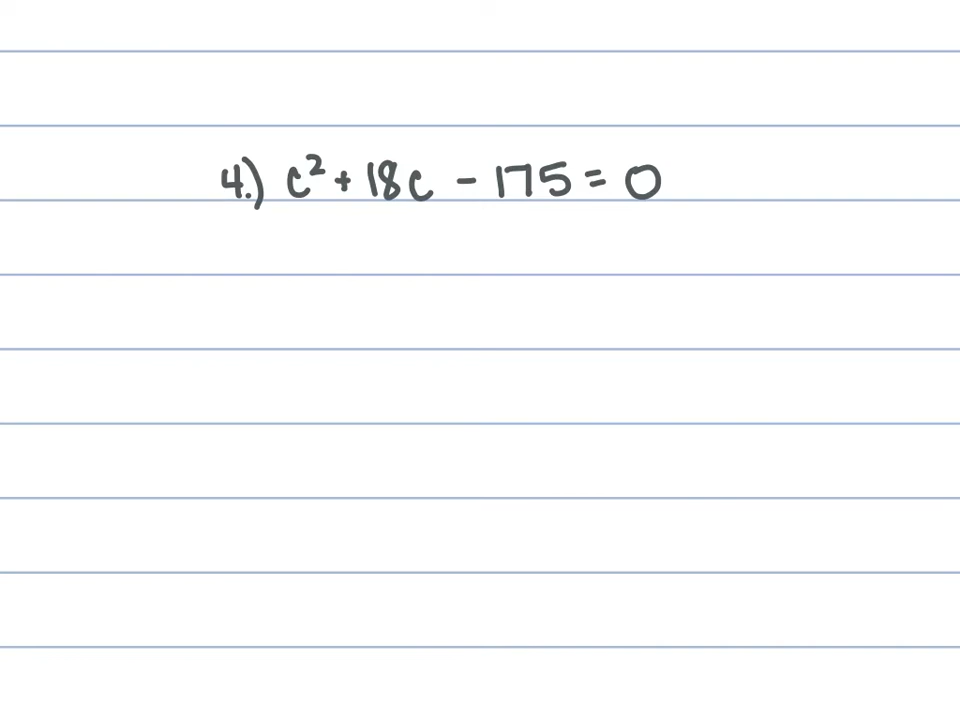 4.) c² + 18c - 175 = 0